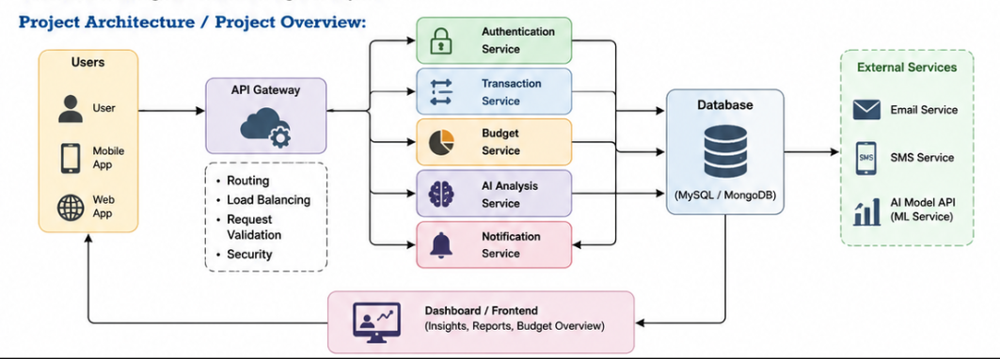 Project Architecture / Project Overview:
Users
User
Mobile
App
Web
App
API Gateway
• Routing
• Load Balancing
• Request
Validation
• Security
Authentication
Service
Transaction
Service
Budget
Service
AI Analysis
Service
Notification
Service
Database
(MySQL / MongoDB)
External Services
Email Service
SMS
SMS Service
AI Model API
(ML Service)
Dashboard / Frontend
(Insights, Reports, Budget Overview)